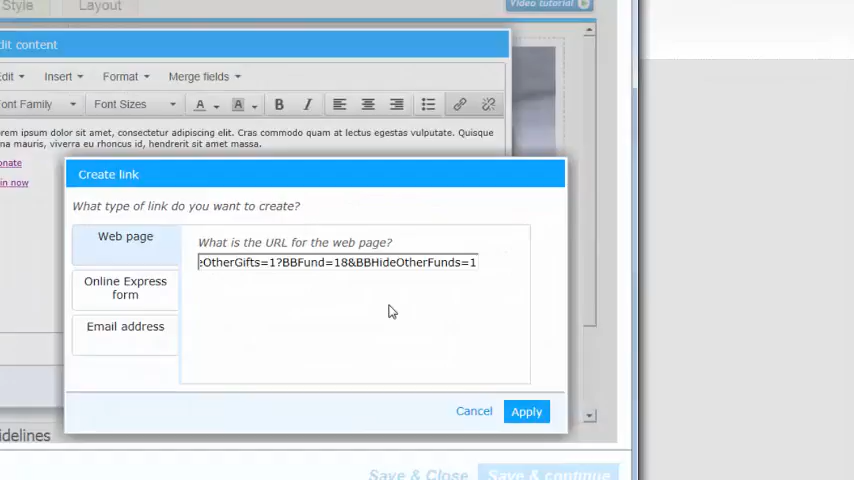 Style Layout Video tutorial
dit content
Edit Insert Format Merge fields
ont Family Font Sizes A A B I
rem ipsum dolor sit amet, consectetur adipiscing elit. Cras commodo quam at lectus egestas vulputate. Quisque
na mauris, viverra eu rhoncus id, hendrerit sit amet massa.
onate
in now
Create link
What type of link do you want to create?
Web page
What is the URL for the web page?
eOtherGifts=1?BBFund=18&BBHideOtherFunds=1
Online Express
form
Email address
Cancel Apply
idelines
Save & Close Save & continue